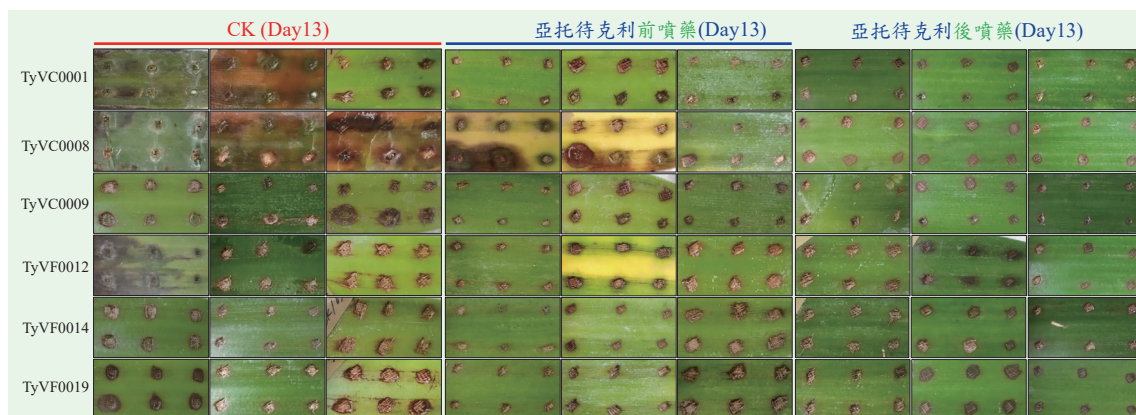 CK (Day13)
亞托待克利前噴藥(Day13)
亞托待克利後噴藥(Day13)
TyVC0001
TyVC0008
TyVC0009
TyVF0012
TyVF0014
TyVF0019